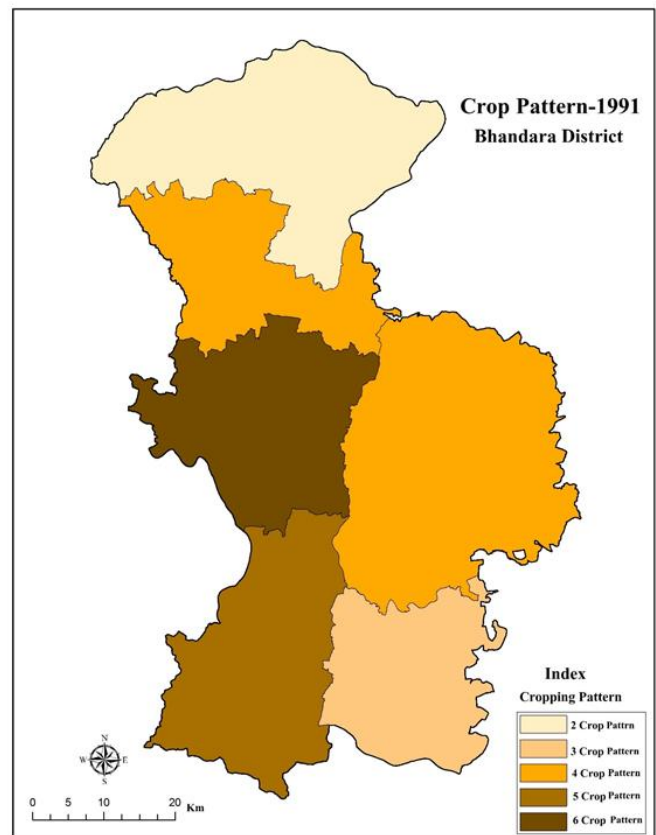 Crop Pattern-1991
Bhandara District
Index
Cropping Pattern
2 Crop Pattrn
3 Crop Pattern
4 Crop Pattern
5 Crop Pattern
6 Crop Pattern
N
W E
S
0 5 10 20
Km